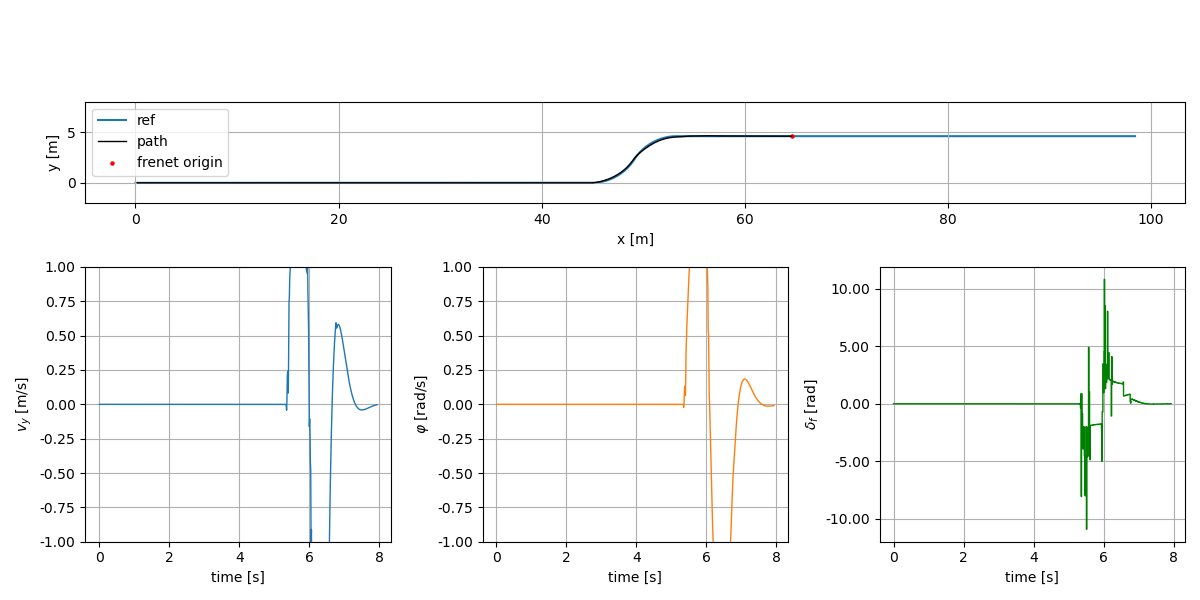 y [m]
5
0
ref
path
frenet origin
0 20 40 60 80 100
x [m]
v_y [m/s]
1.00
0.75
0.50
0.25
0.00
-0.25
-0.50
-0.75
-1.00
0 2 4 6 8
time [s]
φ [rad/s]
1.00
0.75
0.50
0.25
0.00
-0.25
-0.50
-0.75
-1.00
0 2 4 6 8
time [s]
δ_f [rad]
10.00
5.00
0.00
-5.00
-10.00
0 2 4 6 8
time [s]